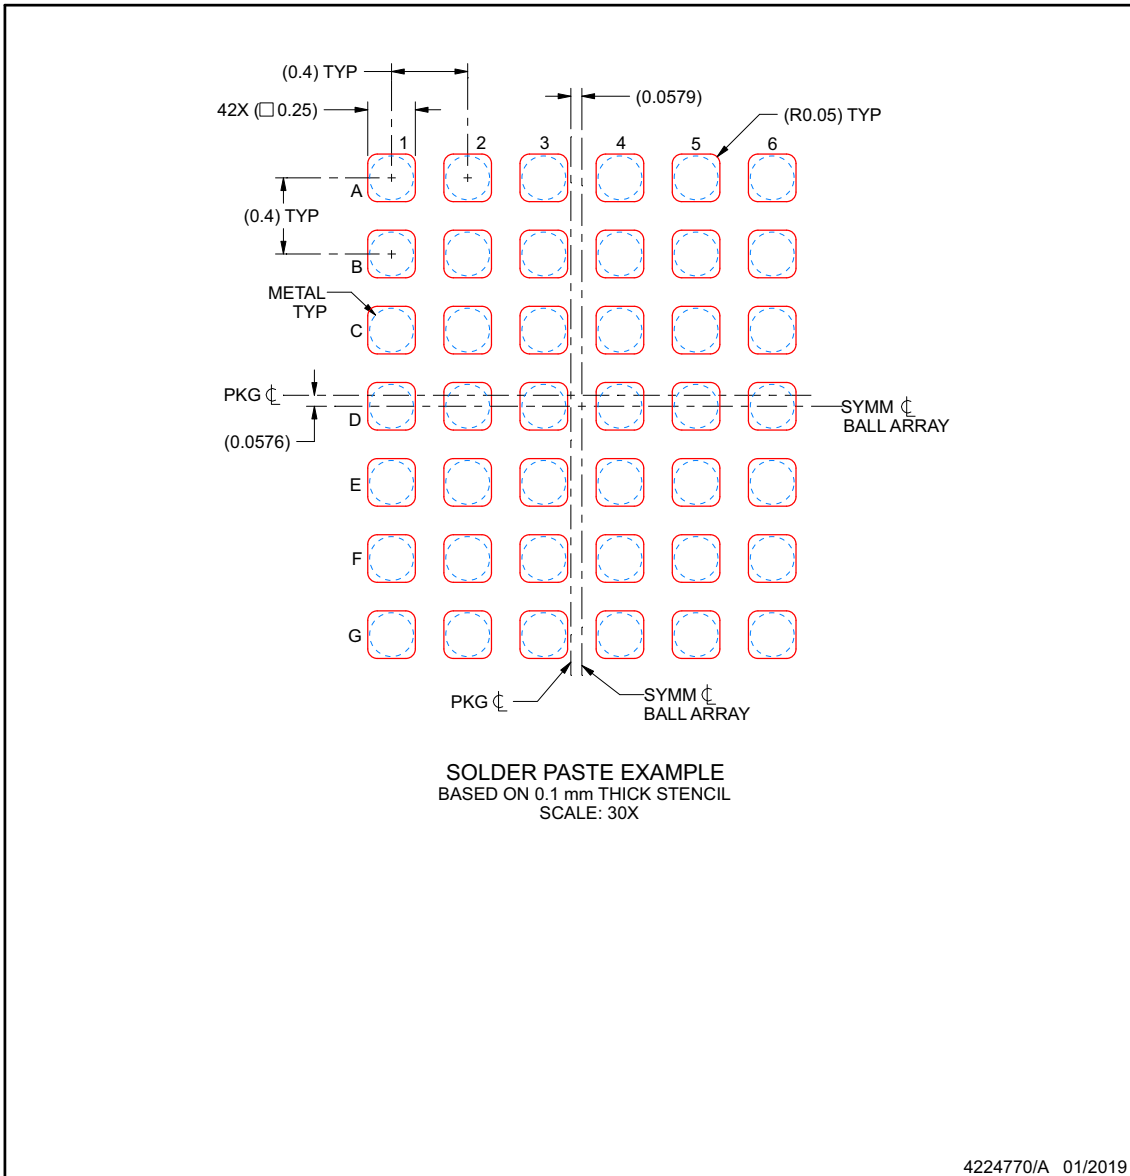 (0.4) TYP
42X (□ 0.25)
(0.0579)
(R0.05) TYP
1 2 3 4 5 6
A
(0.4) TYP
B
METAL
TYP
C
PKG ℄
D
SYMM ℄
BALL ARRAY
(0.0576)
E
F
G
PKG ℄
SYMM ℄
BALL ARRAY
SOLDER PASTE EXAMPLE
BASED ON 0.1 mm THICK STENCIL
SCALE: 30X
4224770/A 01/2019